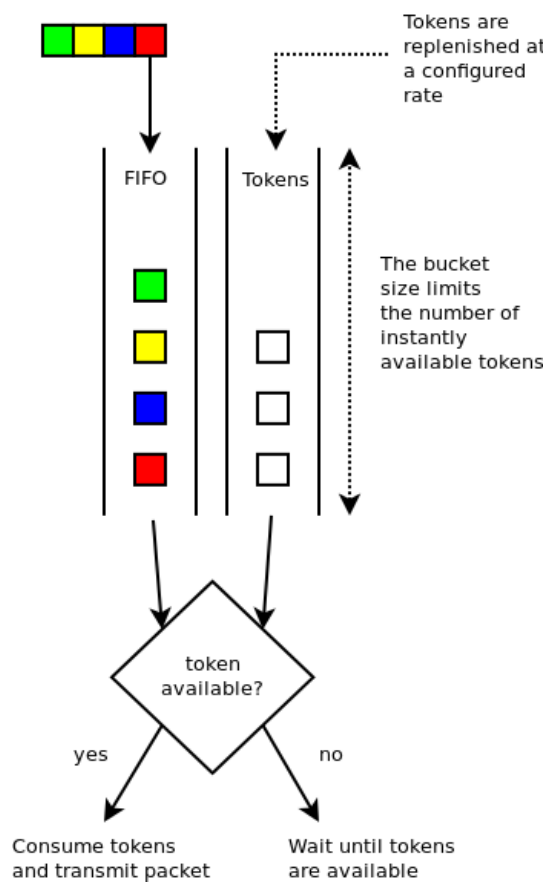 Tokens are
replenished at
a configured
rate
FIFO
Tokens
The bucket
size limits
the number of
instantly
available tokens
token
available?
yes
no
Consume tokens
and transmit packet
Wait until tokens
are available